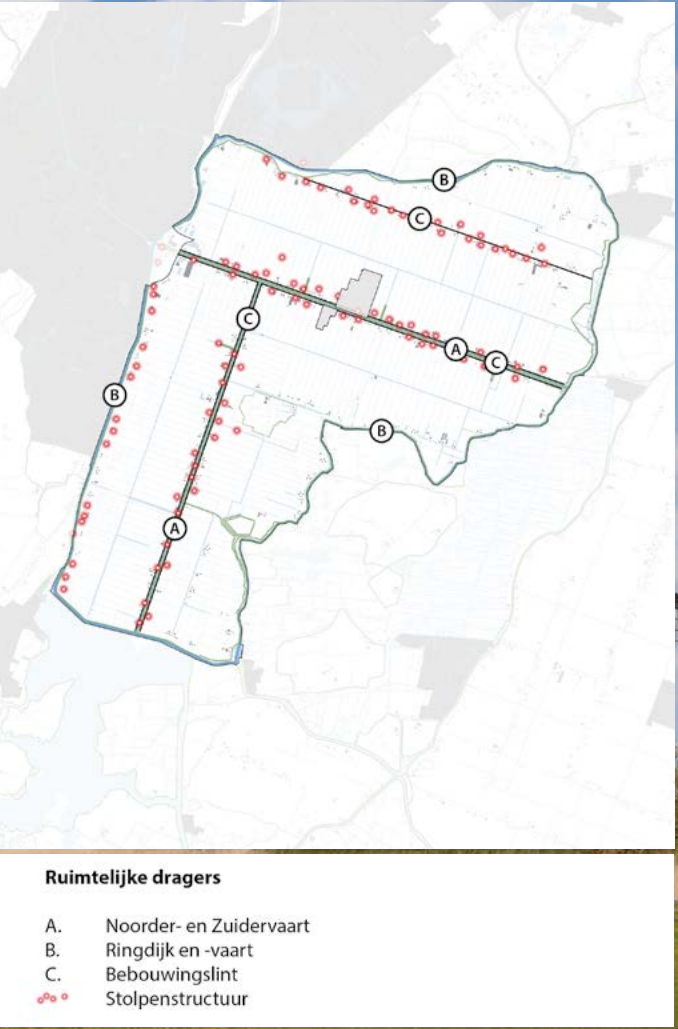 B
C
C
A
C
B
B
A
Ruimtelijke dragers
A. Noorder- en Zuidervaart
B. Ringdijk en -vaart
C. Bebouwingslint
Stolpenstructuur